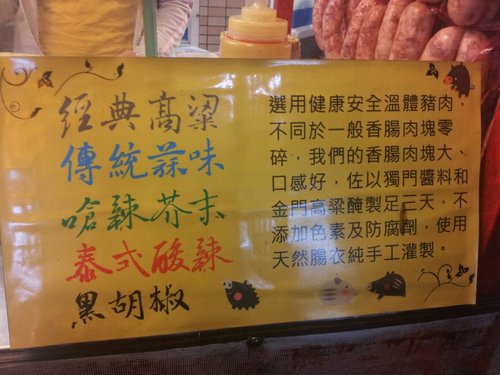 經典高粱
傳統蒜味
嗆辣芥末
泰式酸辣
黑胡椒
選用健康安全溫體豬肉，
不同於一般香腸肉塊零
碎，我們的香腸肉塊大、
口感好，佐以獨門醬料和
金門高粱醃製足三天，不
添加色素及防腐劑，使用
天然腸衣純手工灌製。